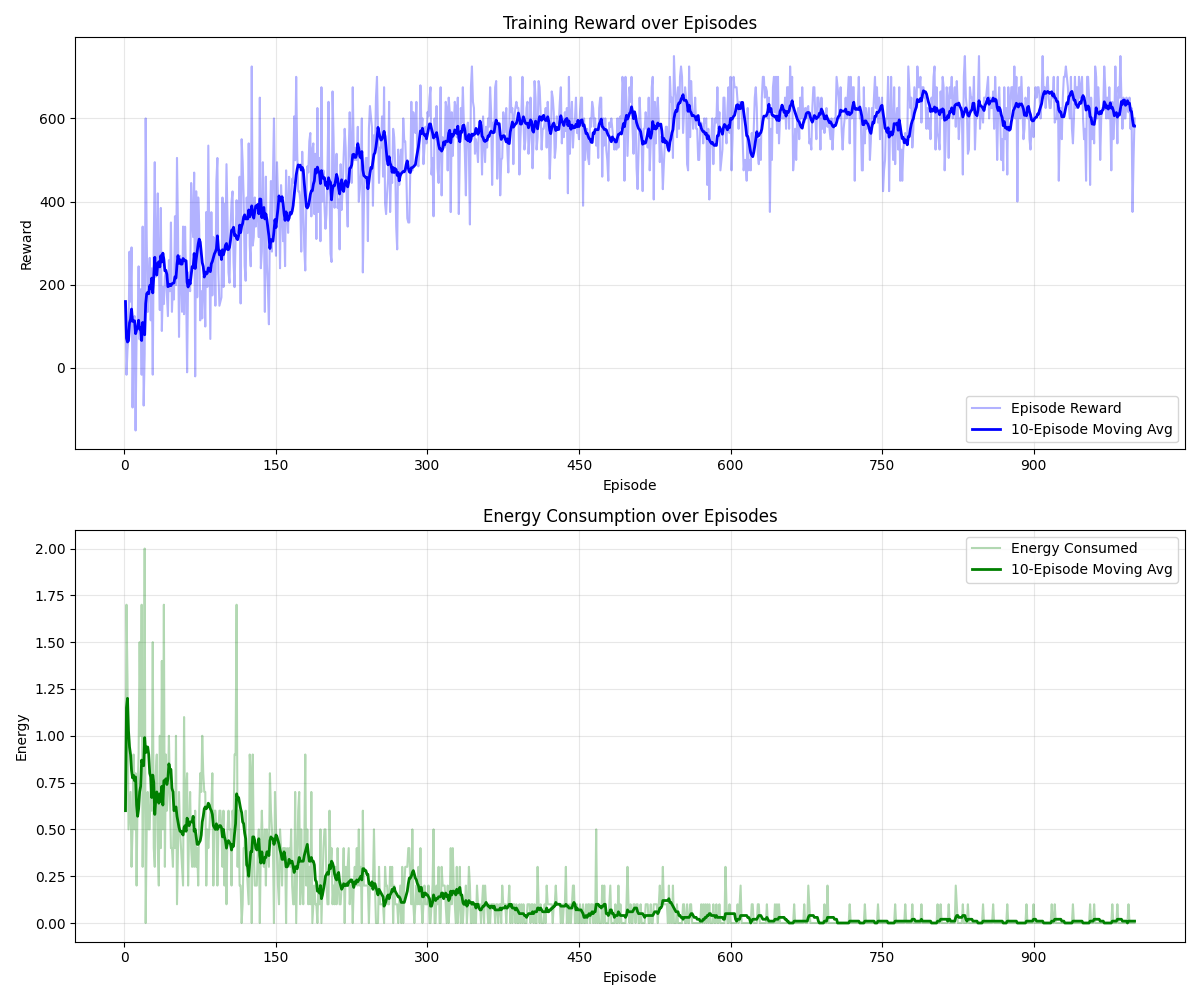 Training Reward over Episodes
Reward
600
400
200
0
Episode Reward
10-Episode Moving Avg
0 150 300 450 600 750 900
Episode
Energy Consumption over Episodes
Energy
2.00
1.75
1.50
1.25
1.00
0.75
0.50
0.25
0.00
Energy Consumed
10-Episode Moving Avg
0 150 300 450 600 750 900
Episode